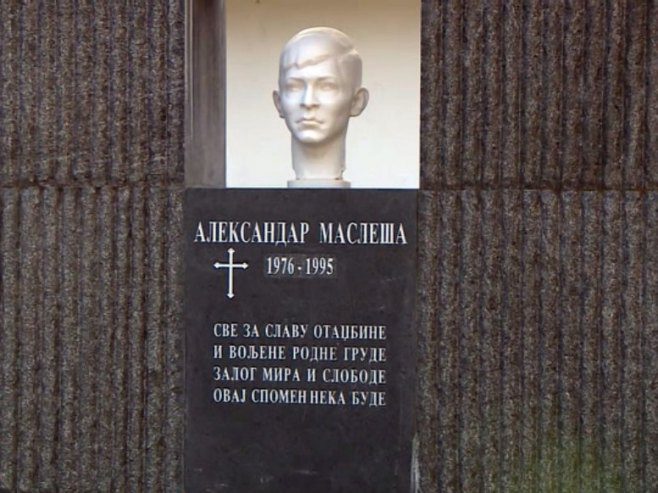 АЛЕКСАНДАР МАСЛЕША
1976 - 1995
СВЕ ЗА СЛАВУ ОТАЏБИНЕ
И ВОЉЕНЕ РОДНЕ ГРУДЕ
ЗАЛОГ МИРА И СЛОБОДЕ
ОВАЈ СПОМЕН НЕКА БУДЕ